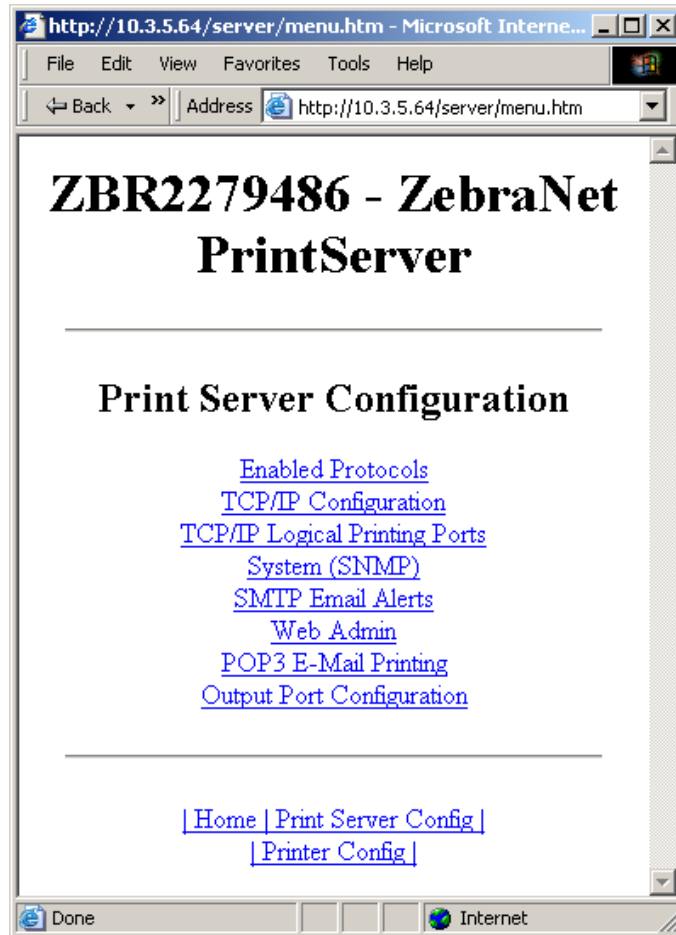 http://10.3.5.64/server/menu.htm - Microsoft Interne...
File Edit View Favorites Tools Help
Back » Address http://10.3.5.64/server/menu.htm
ZBR2279486 - ZebraNet
PrintServer
Print Server Configuration
Enabled Protocols
TCP/IP Configuration
TCP/IP Logical Printing Ports
System (SNMP)
SMTP Email Alerts
Web Admin
POP3 E-Mail Printing
Output Port Configuration
| Home | Print Server Config |
| Printer Config |
Done Internet